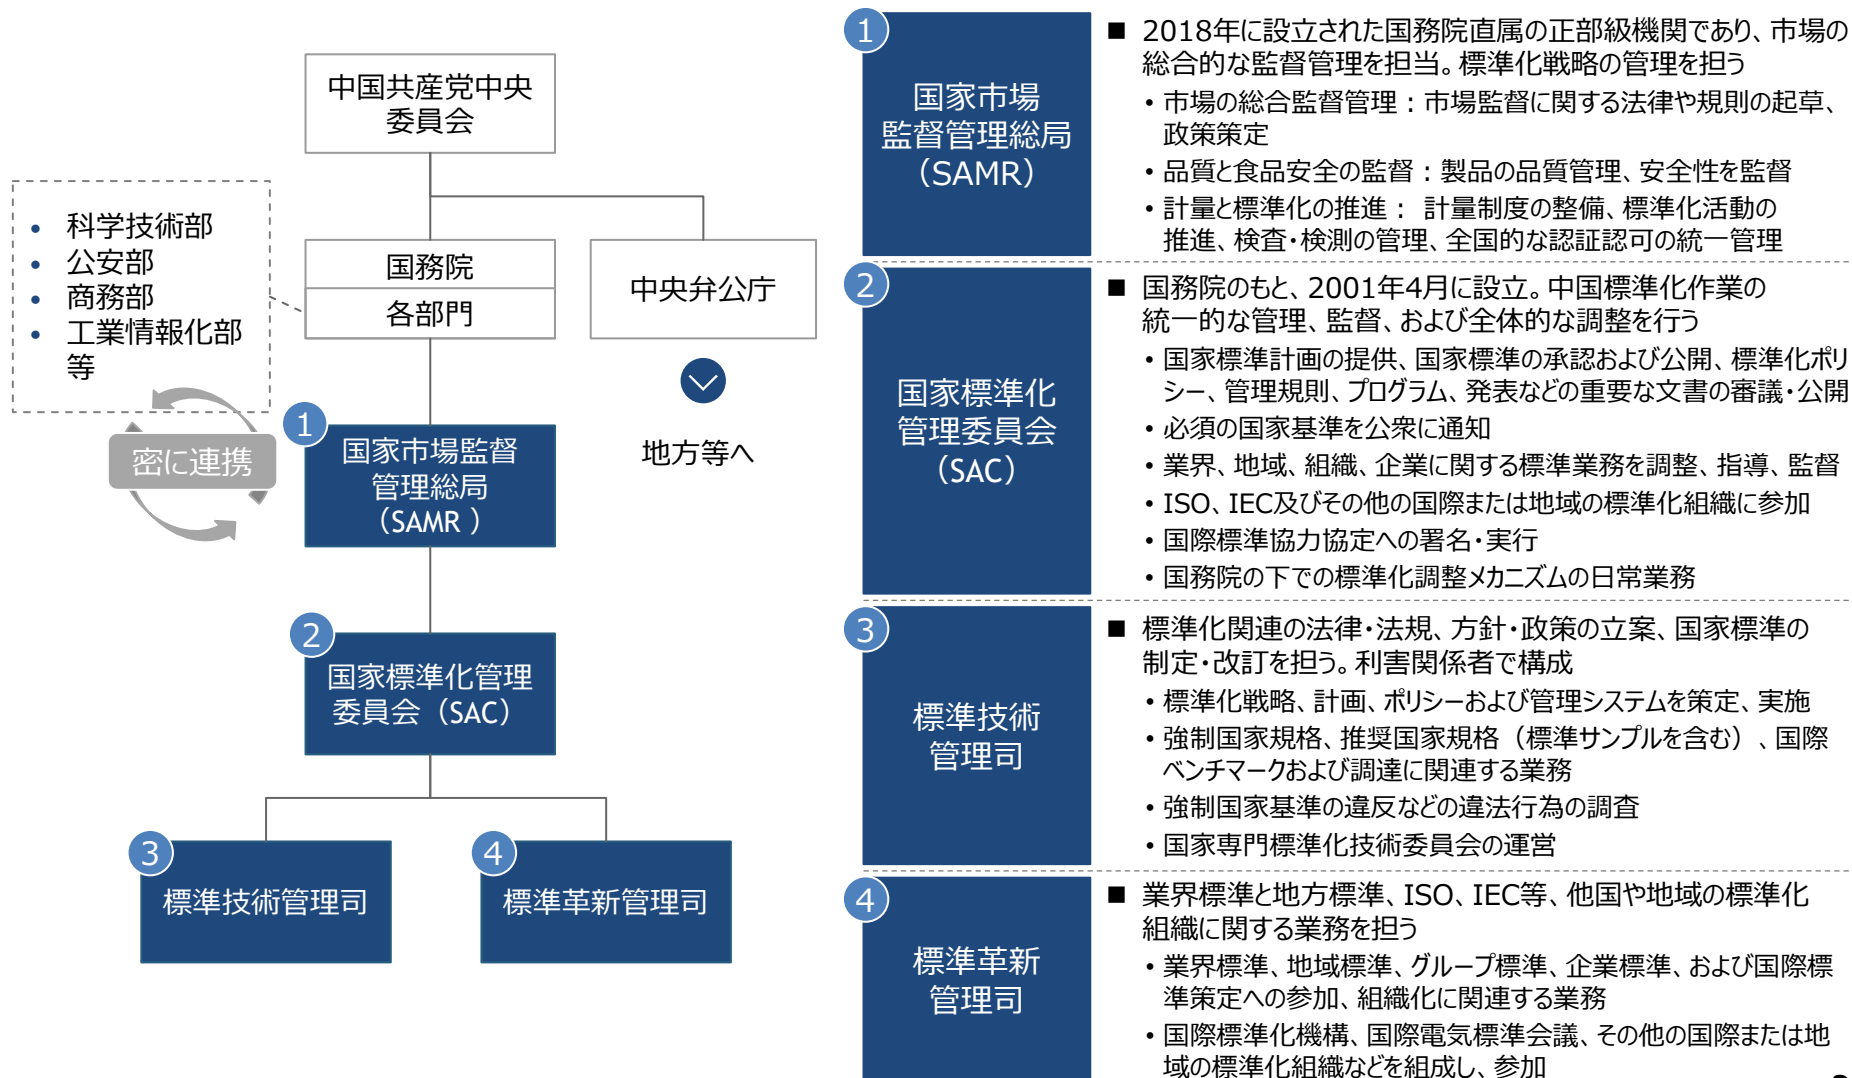 中国共産党中央
委員会
国務院
各部門
中央弁公庁
地方等へ
• 科学技術部
• 公安部
• 商務部
• 工業情報化部
等
密に連携
1
国家市場監督
管理総局
（SAMR ）
2
国家標準化管理
委員会（SAC）
3
標準技術管理司
4
標準革新管理司
1
国家市場
監督管理総局
（SAMR）
■ 2018年に設立された国務院直属の正部級機関であり、市場の
総合的な監督管理を担当。標準化戦略の管理を担う
• 市場の総合監督管理：市場監督に関する法律や規則の起草、
政策策定
• 品質と食品安全の監督：製品の品質管理、安全性を監督
• 計量と標準化の推進： 計量制度の整備、標準化活動の
推進、検査・検測の管理、全国的な認証認可の統一管理
2
国家標準化
管理委員会
（SAC）
■ 国務院のもと、2001年4月に設立。中国標準化作業の
統一的な管理、監督、および全体的な調整を行う
• 国家標準計画の提供、国家標準の承認および公開、標準化ポリ
シー、管理規則、プログラム、発表などの重要な文書の審議・公開
• 必須の国家基準を公衆に通知
• 業界、地域、組織、企業に関する標準業務を調整、指導、監督
• ISO、IEC及びその他の国際または地域の標準化組織に参加
• 国際標準協力協定への署名・実行
• 国務院の下での標準化調整メカニズムの日常業務
3
標準技術
管理司
■ 標準化関連の法律・法規、方針・政策の立案、国家標準の
制定・改訂を担う。利害関係者で構成
• 標準化戦略、計画、ポリシーおよび管理システムを策定、実施
• 強制国家規格、推奨国家規格（標準サンプルを含む）、国際
ベンチマークおよび調達に関連する業務
• 強制国家基準の違反などの違法行為の調査
• 国家専門標準化技術委員会の運営
4
標準革新
管理司
■ 業界標準と地方標準、ISO、IEC等、他国や地域の標準化
組織に関する業務を担う
• 業界標準、地域標準、グループ標準、企業標準、および国際標
準策定への参加、組織化に関連する業務
• 国際標準化機構、国際電気標準会議、その他の国際または地
域の標準化組織などを組成し、参加